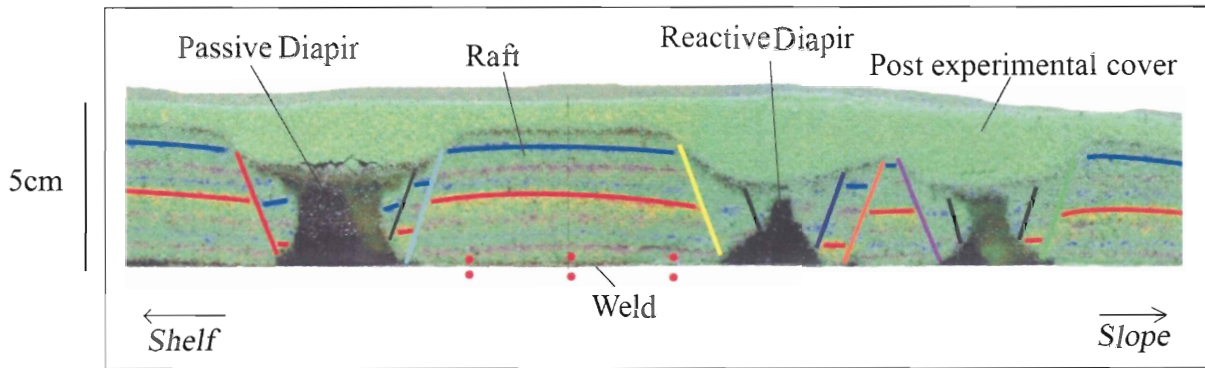 Passive Diapir
Raft
Reactive Diapir
Post experimental cover
5cm
Weld
Shelf
Slope